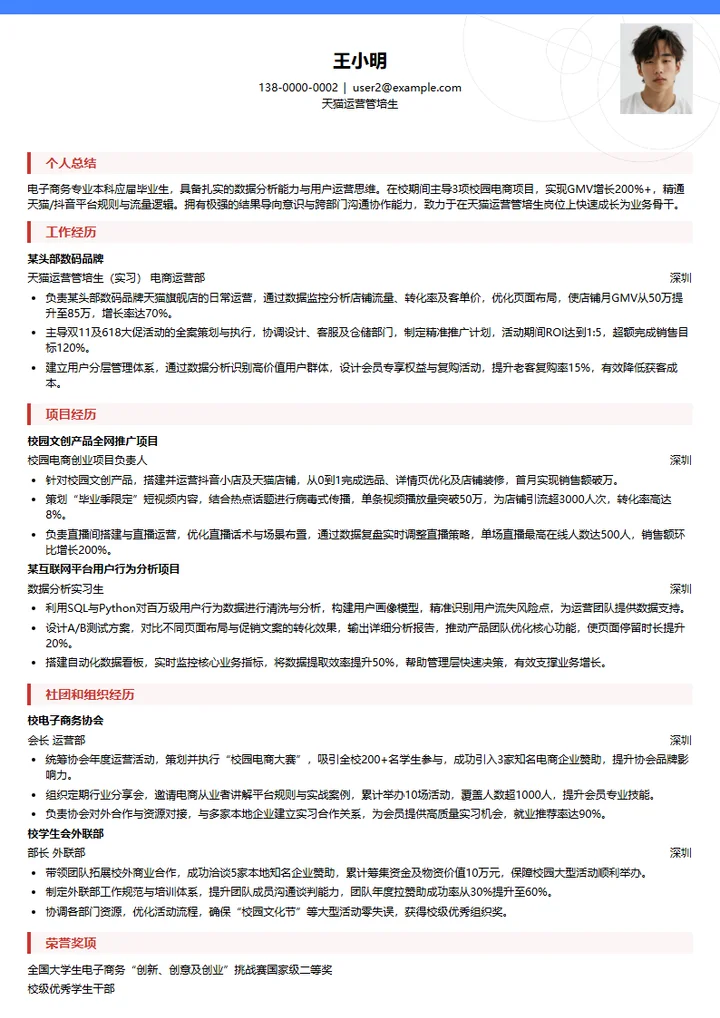 王小明
138-0000-0002 | user2@example.com
天猫运营管培生
个人总结
电子商务专业本科应届毕业生，具备扎实的数据分析能力与用户运营思维。在校期间主导3项校园电商项目，实现GMV增长200%+，精通
天猫/抖音平台规则与流量逻辑。拥有极强的结果导向意识与跨部门沟通协作能力，致力于在天猫运营管培生岗位上快速成长为业务骨干。
工作经历
某头部数码品牌
天猫运营管培生（实习） 电商运营部 深圳
• 负责某头部数码品牌天猫旗舰店的日常运营，通过数据监控分析店铺流量、转化率及客单价，优化页面布局，使店铺月GMV从50万提
升至85万，增长率达70%。
• 主导双11及618大促活动的全案策划与执行，协调设计、客服及仓储部门，制定精准推广计划，活动期间ROI达到1:5，超额完成销售目
标120%。
• 建立用户分层管理体系，通过数据分析识别高价值用户群体，设计会员专享权益与复购活动，提升老客复购率15%，有效降低获客成
本。
项目经历
校园文创产品全网推广项目
校园电商创业项目负责人 深圳
• 针对校园文创产品，搭建并运营抖音小店及天猫店铺，从0到1完成选品、详情页优化及店铺装修，首月实现销售额破万。
• 策划“毕业季限定”短视频内容，结合热点话题进行病毒式传播，单条视频播放量突破50万，为店铺引流超3000人次，转化率高达
8%。
• 负责直播间搭建与直播运营，优化直播话术与场景布置，通过数据复盘实时调整直播策略，单场直播最高在线人数达500人，销售额环
比增长200%。
某互联网平台用户行为分析项目
数据分析实习生 深圳
• 利用SQL与Python对百万级用户行为数据进行清洗与分析，构建用户画像模型，精准识别用户流失风险点，为运营团队提供数据支持。
• 设计A/B测试方案，对比不同页面布局与促销文案的转化效果，输出详细分析报告，推动产品团队优化核心功能，使页面停留时长提升
20%。
• 搭建自动化数据看板，实时监控核心业务指标，将数据提取效率提升50%，帮助管理层快速决策，有效支撑业务增长。
社团和组织经历
校电子商务协会
会长 运营部 深圳
• 统筹协会年度运营活动，策划并执行“校园电商大赛”，吸引全校200+名学生参与，成功引入3家知名电商企业赞助，提升协会品牌影
响力。
• 组织定期行业分享会，邀请电商从业者讲解平台规则与实战案例，累计举办10场活动，覆盖人数超1000人，提升会员专业技能。
• 负责协会对外合作与资源对接，与多家本地企业建立实习合作关系，为会员提供高质量实习机会，就业推荐率达90%。
校学生会外联部
部长 外联部 深圳
• 带领团队拓展校外商业合作，成功洽谈5家本地知名企业赞助，累计筹集资金及物资价值10万元，保障校园大型活动顺利举办。
• 制定外联部工作规范与培训体系，提升团队成员沟通谈判能力，团队年度拉赞助成功率从30%提升至60%。
• 协调各部门资源，优化活动流程，确保“校园文化节”等大型活动零失误，获得校级优秀组织奖。
荣誉奖项
全国大学生电子商务“创新、创意及创业”挑战赛国家级二等奖
校级优秀学生干部